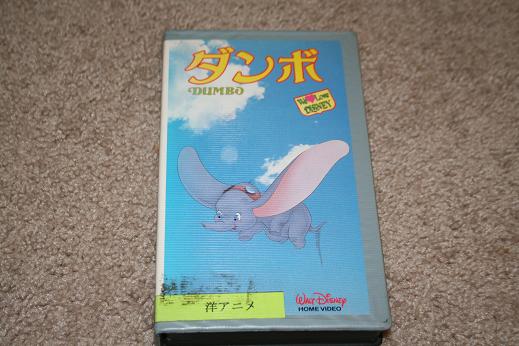 ダンボ
DUMBO
We Love
DISNEY
洋アニメ
WALT DISNEY
HOME VIDEO